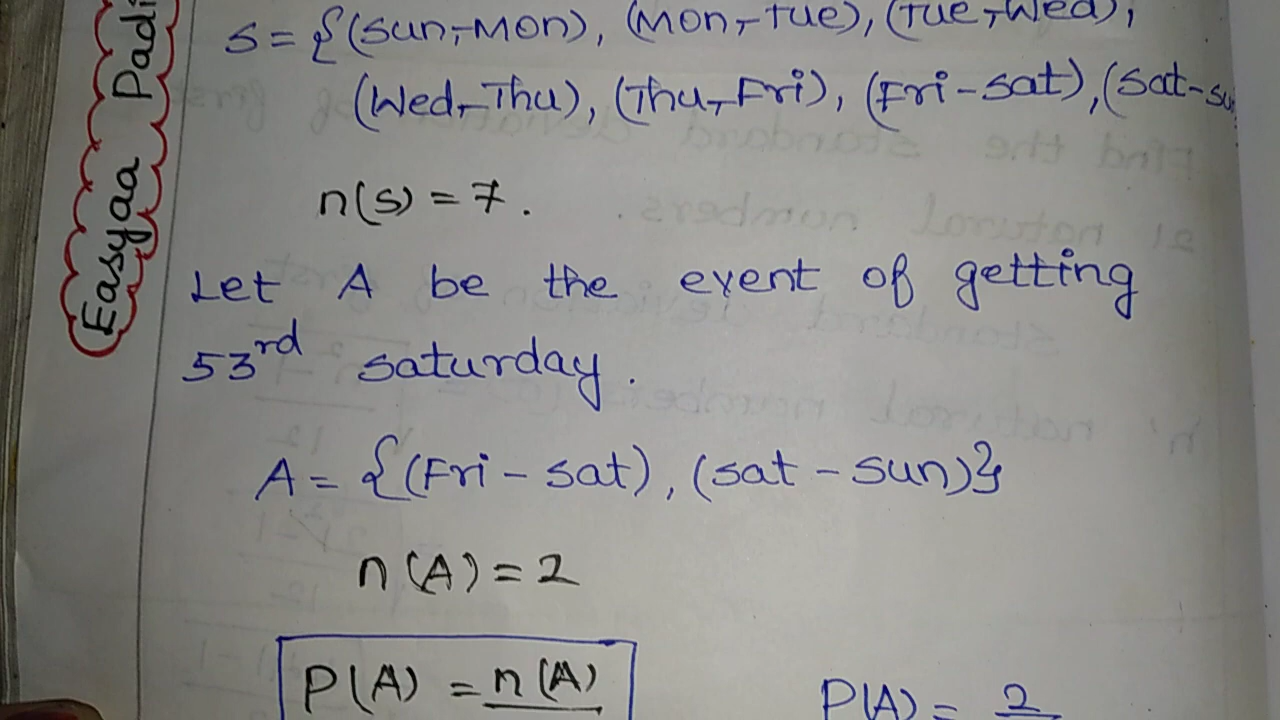 Easyaa Padi
S = {(Sun-Mon), (Mon-Tue), (Tue-Wed),
(Wed-Thu), (Thu-Fri), (Fri-sat), (Sat-su
n(s) = 7.
Let A be the event of getting
53rd saturday.
A = {(Fri - sat), (sat - sun)}
n(A) = 2
P(A) = n(A)
P(A) = 2